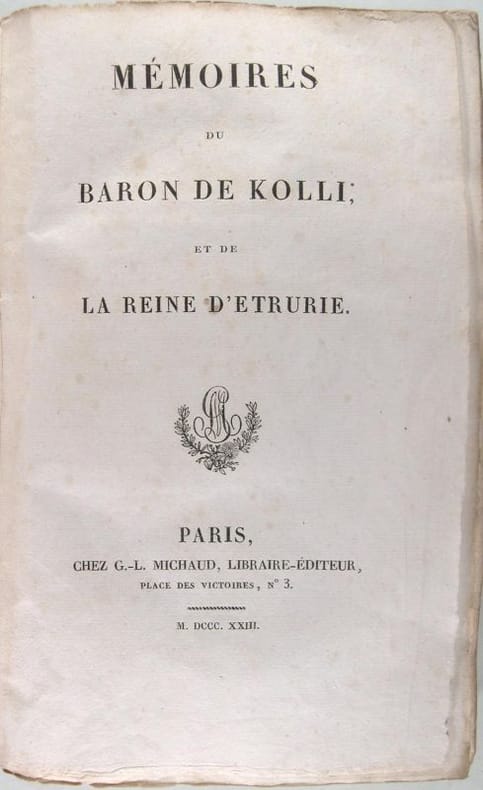 MÉMOIRES
DU
BARON DE KOLLI;
ET DE
LA REINE D'ETRURIE.
PARIS,
CHEZ G.-L. MICHAUD, LIBRAIRE-ÉDITEUR,
PLACE DES VICTOIRES, N° 3.
M. DCCC. XXIII.